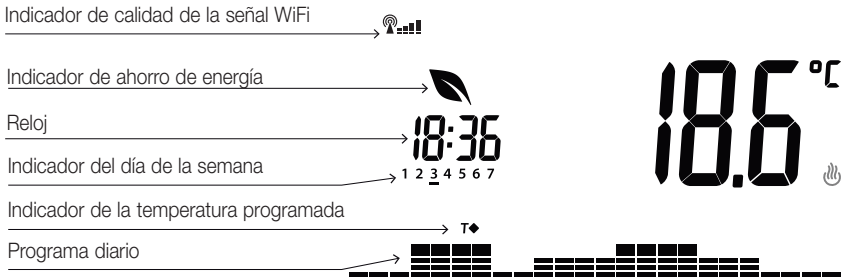 Indicador de calidad de la señal WiFi
Indicador de ahorro de energía
Reloj
18:36
18.6 °C
Indicador del día de la semana
1 2 3 4 5 6 7
Indicador de la temperatura programada
T◆
Programa diario